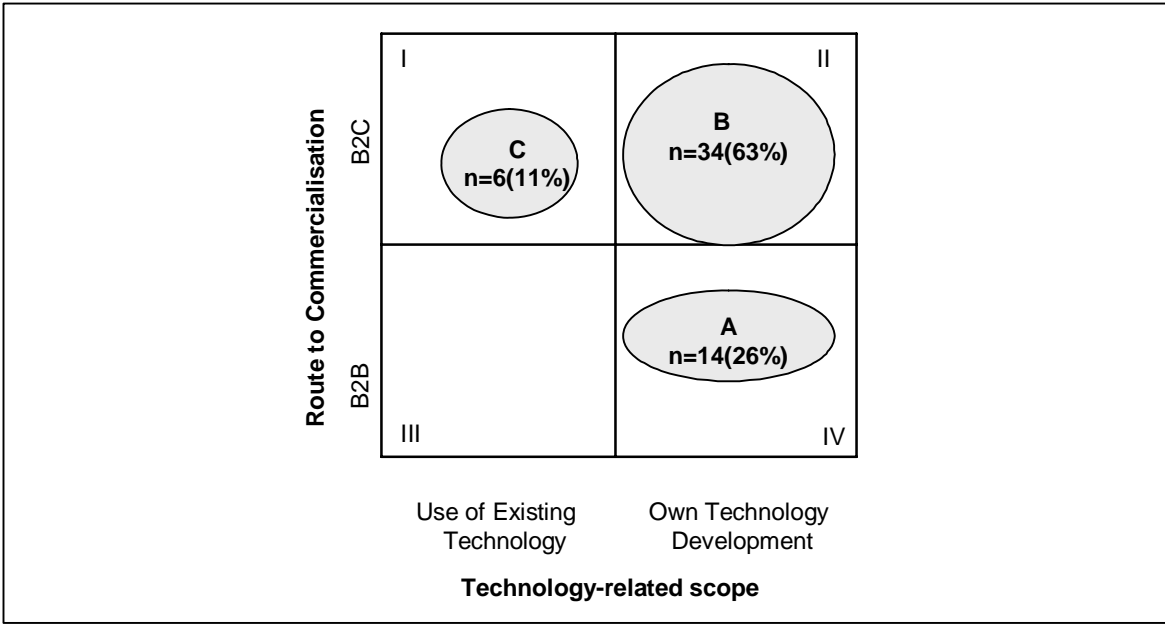 I
II
B
n=34(63%)
C
n=6(11%)
B2C
Route to Commercialisation
A
n=14(26%)
B2B
III
IV
Use of Existing
Technology
Own Technology
Development
Technology-related scope